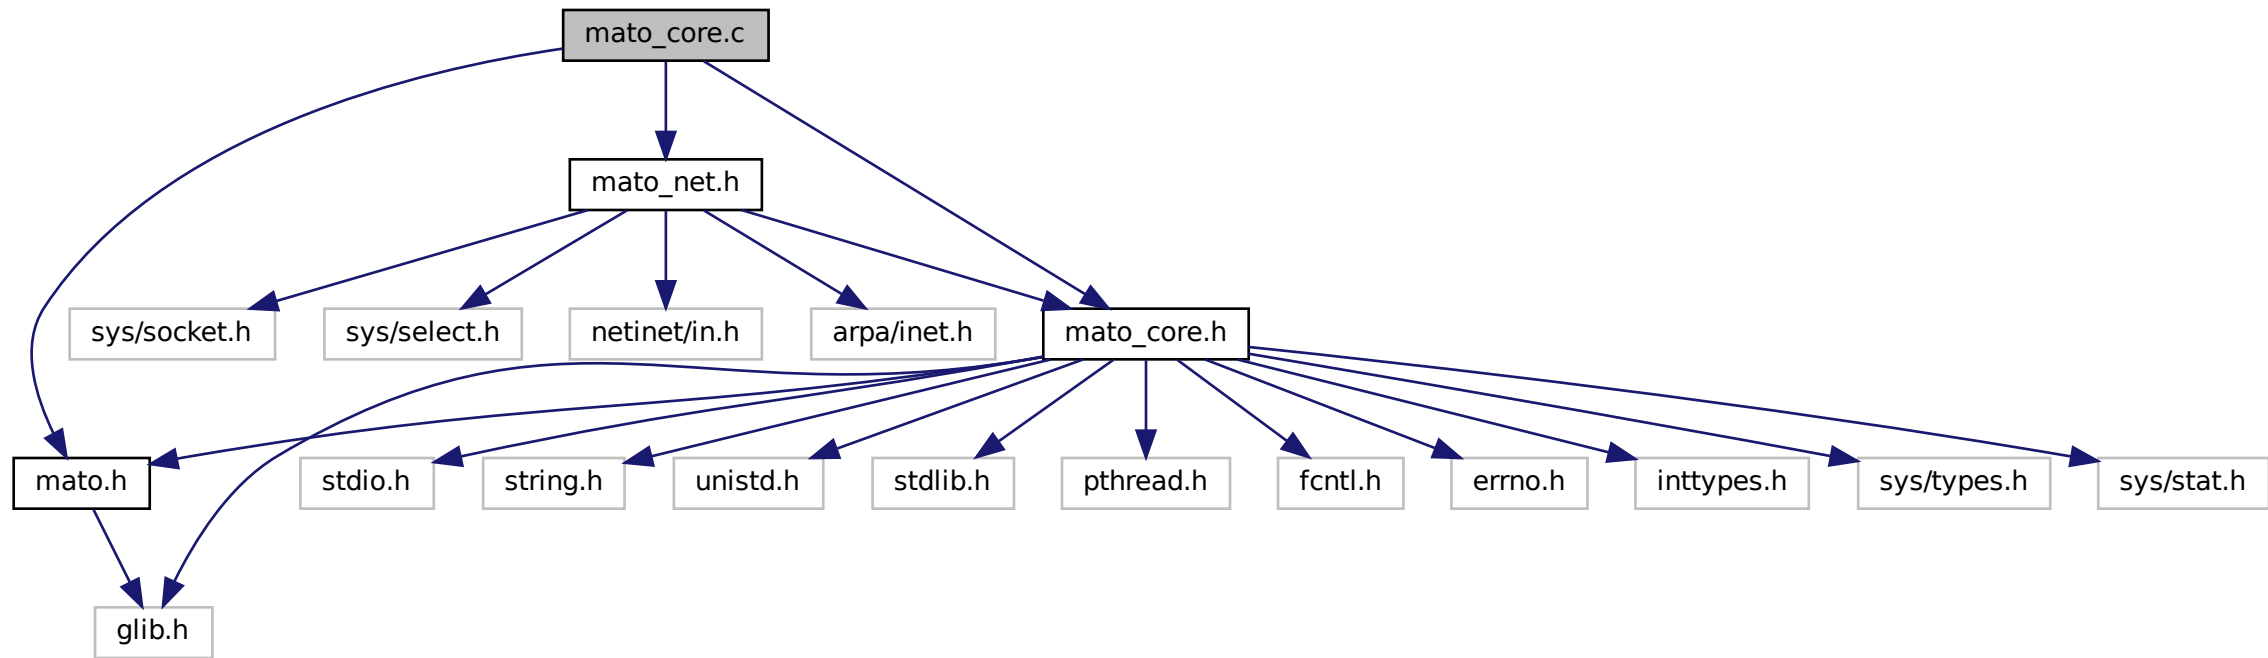 mato_core.c
mato_net.h
sys/socket.h
sys/select.h
netinet/in.h
arpa/inet.h
mato_core.h
mato.h
stdio.h
string.h
unistd.h
stdlib.h
pthread.h
fcntl.h
errno.h
inttypes.h
sys/types.h
sys/stat.h
glib.h